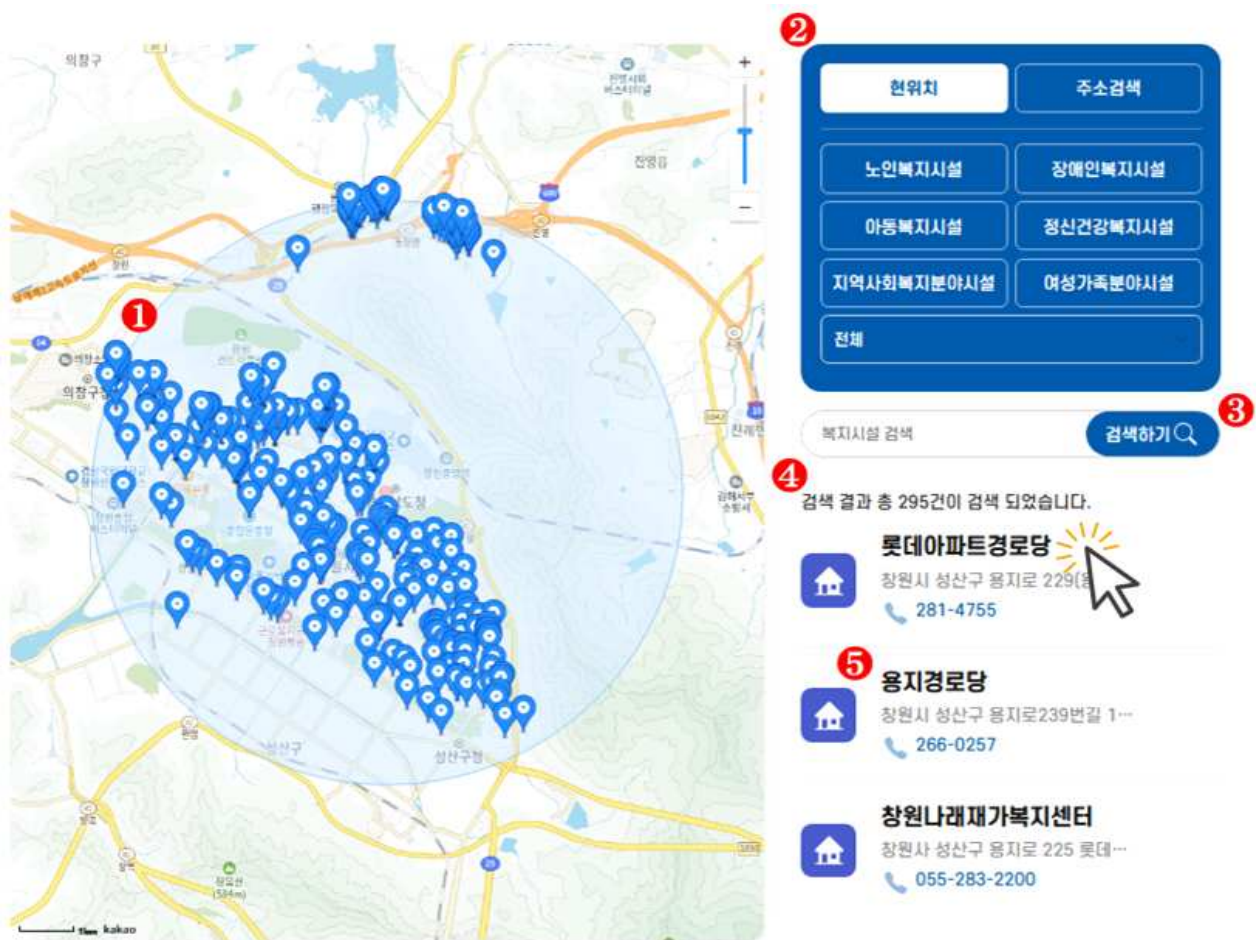 의창구
진영읍
❶
의창구
성산구
성산구청
kakao
❷
현위치
주소검색
노인복지시설
장애인복지시설
아동복지시설
정신건강복지시설
지역사회복지분야시설
여성가족분야시설
전체
❸
복지시설 검색
검색하기
❹
검색 결과 총 295건이 검색 되었습니다.
롯데아파트경로당
창원시 성산구 용지로 229(용
281-4755
❺
용지경로당
창원시 성산구 용지로239번길 1…
266-0257
창원나래재가복지센터
창원사 성산구 용지로 225 롯데…
055-283-2200